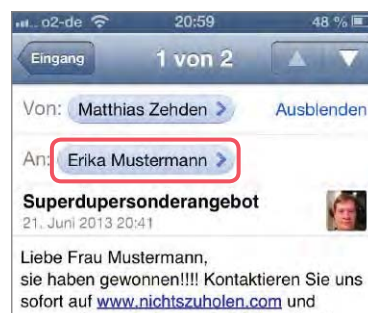 o2-de 20:59 48 %
Eingang 1 von 2
Von: Matthias Zehden Ausblenden
An: Erika Mustermann
Superdupersonderangebot
21. Juni 2013 20:41
Liebe Frau Mustermann,
sie haben gewonnen!!!! Kontaktieren Sie uns
sofort auf www.nichtszuholen.com und